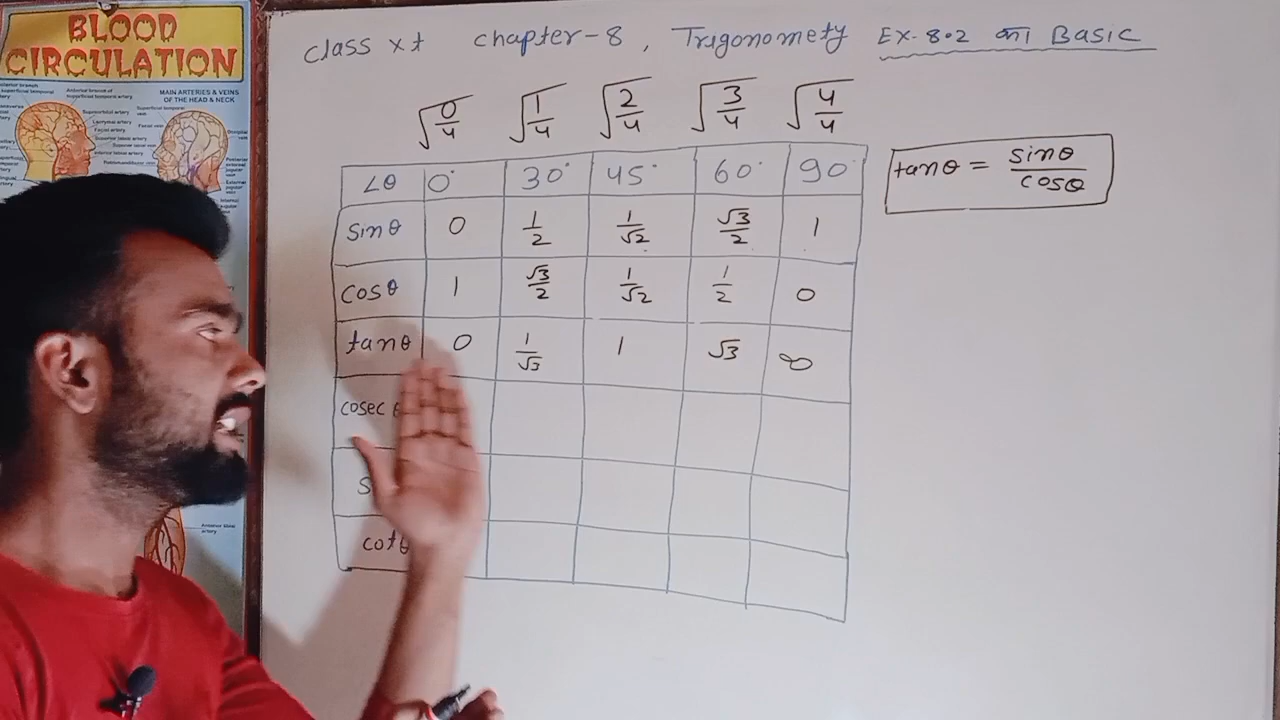 BLOOD
CIRCULATION
MAIN ARTERIES & VEINS
OF THE HEAD & NECK
Class xt chapter-8, Trigonomety EX-8.2 का Basic
√0/4 √1/4 √2/4 √3/4 √4/4
∠θ 0° 30° 45° 60° 90°
sinθ 0 1/2 1/√2 √3/2 1
cosθ 1 √3/2 1/√2 1/2 0
tanθ 0 1/√3 1 √3 ∞
cosec
s
cotθ
tanθ = sinθ/cosθ